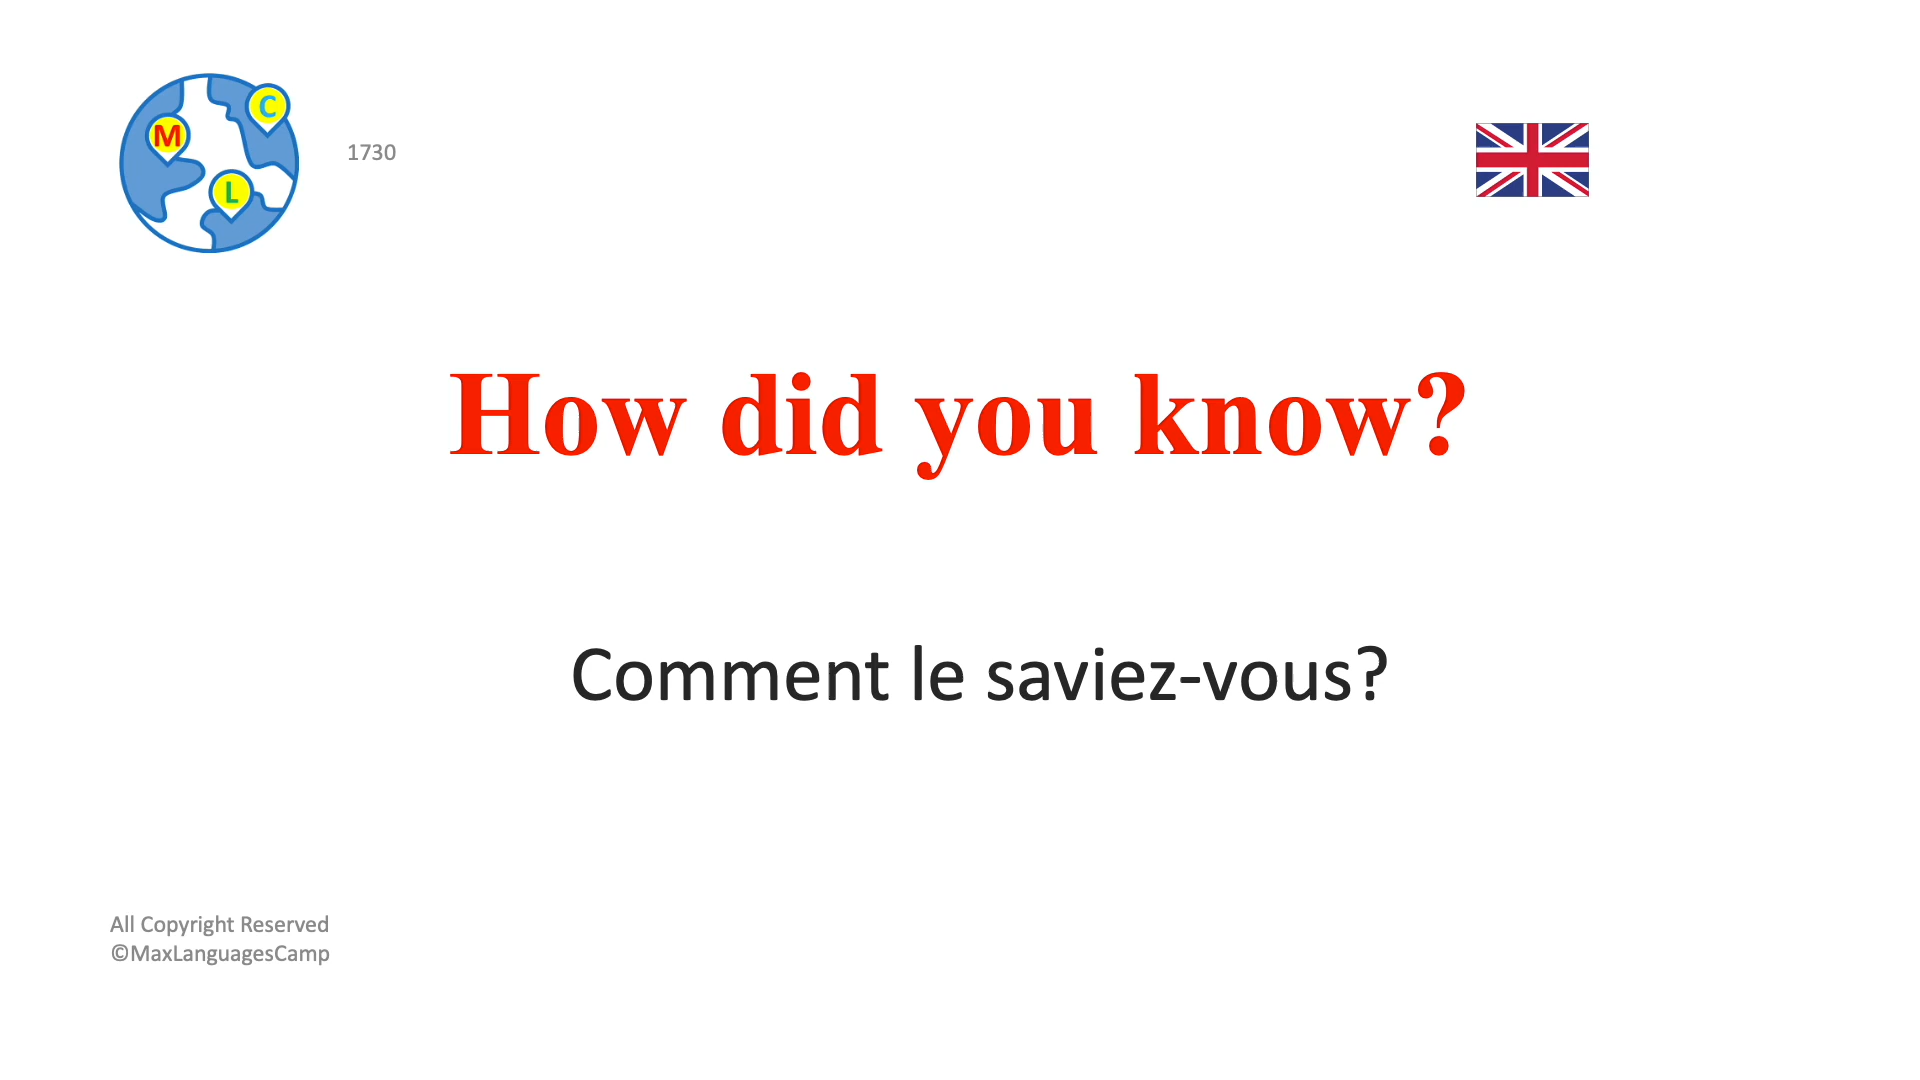 M
C
L
1730
How did you know?
Comment le saviez-vous?
All Copyright Reserved
©MaxLanguagesCamp